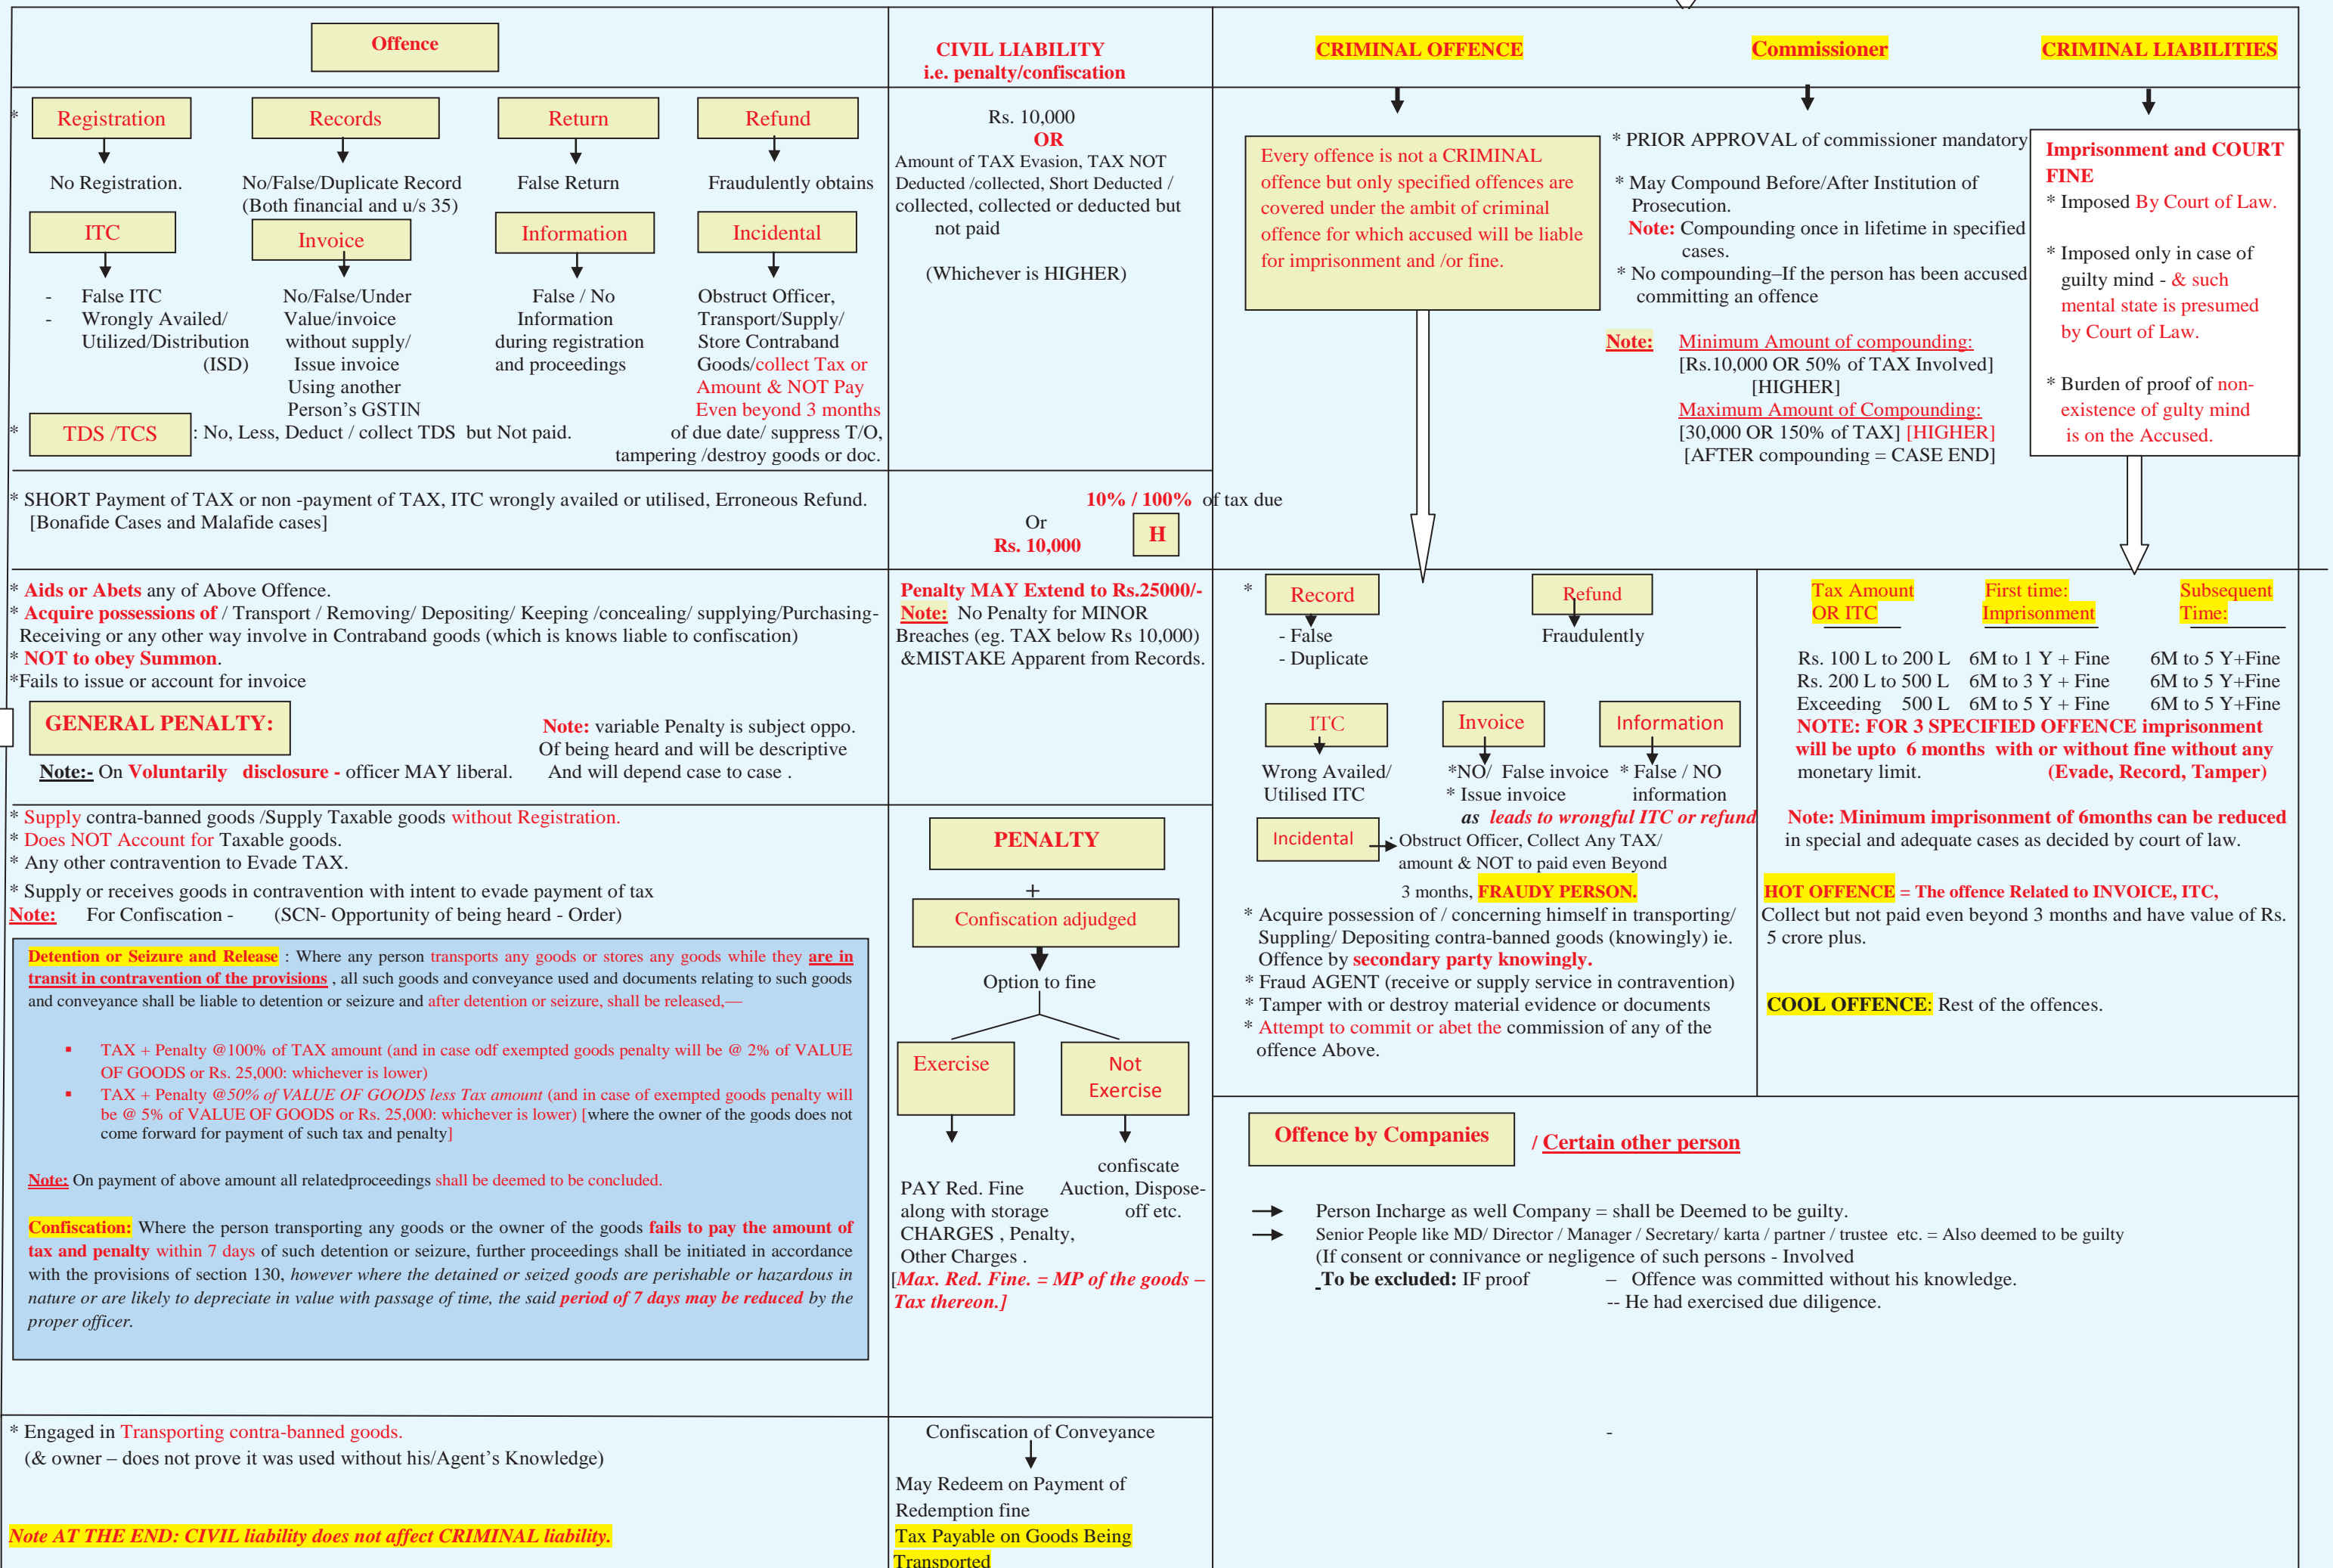 Offence
CIVIL LIABILITY
i.e. penalty/confiscation
CRIMINAL OFFENCE
Commissioner
CRIMINAL LIABILITIES
* Registration
Records
Return
Refund
No Registration.
No/False/Duplicate Record
(Both financial and u/s 35)
False Return
Fraudulently obtains
ITC
Invoice
Information
Incidental
- False ITC
- Wrongly Availed/
Utilized/Distribution
(ISD)
No/False/Under
Value/invoice
without supply/
Issue invoice
Using another
Person's GSTIN
False / No
Information
during registration
and proceedings
Obstruct Officer,
Transport/Supply/
Store Contraband
Goods/collect Tax or
Amount & NOT Pay
Even beyond 3 months
of due date/ suppress T/O,
tampering /destroy goods or doc.
* TDS /TCS : No, Less, Deduct / collect TDS but Not paid.
Rs. 10,000
OR
Amount of TAX Evasion, TAX NOT
Deducted /collected, Short Deducted /
collected, collected or deducted but
not paid
(Whichever is HIGHER)
Every offence is not a CRIMINAL
offence but only specified offences are
covered under the ambit of criminal
offence for which accused will be liable
for imprisonment and /or fine.
* PRIOR APPROVAL of commissioner mandatory
* May Compound Before/After Institution of
Prosecution.
Note: Compounding once in lifetime in specified
cases.
* No compounding–If the person has been accused
committing an offence
Note: Minimum Amount of compounding:
[Rs.10,000 OR 50% of TAX Involved]
[HIGHER]
Maximum Amount of Compounding:
[30,000 OR 150% of TAX] [HIGHER]
[AFTER compounding = CASE END]
Imprisonment and COURT
FINE
* Imposed By Court of Law.
* Imposed only in case of
guilty mind - & such
mental state is presumed
by Court of Law.
* Burden of proof of non-
existence of gulty mind
is on the Accused.
* SHORT Payment of TAX or non -payment of TAX, ITC wrongly availed or utilised, Erroneous Refund.
[Bonafide Cases and Malafide cases]
10% / 100% of tax due
Or
Rs. 10,000
H
* Aids or Abets any of Above Offence.
* Acquire possessions of / Transport / Removing/ Depositing/ Keeping /concealing/ supplying/Purchasing-
Receiving or any other way involve in Contraband goods (which is knows liable to confiscation)
* NOT to obey Summon.
*Fails to issue or account for invoice
GENERAL PENALTY:
Note: variable Penalty is subject oppo.
Of being heard and will be descriptive
And will depend case to case .
Note:- On Voluntarily disclosure - officer MAY liberal.
Penalty MAY Extend to Rs.25000/-
Note: No Penalty for MINOR
Breaches (eg. TAX below Rs 10,000)
&MISTAKE Apparent from Records.
* Record
Refund
- False
- Duplicate
Fraudulently
ITC
Invoice
Information
Wrong Availed/
Utilised ITC
*NO/ False invoice
* Issue invoice
as leads to wrongful ITC or refund
* False / NO
information
Incidental : Obstruct Officer, Collect Any TAX/
amount & NOT to paid even Beyond
3 months, FRAUDY PERSON.
* Acquire possession of / concerning himself in transporting/
Suppling/ Depositing contra-banned goods (knowingly) ie.
Offence by secondary party knowingly.
* Fraud AGENT (receive or supply service in contravention)
* Tamper with or destroy material evidence or documents
* Attempt to commit or abet the commission of any of the
offence Above.
Tax Amount
OR ITC
First time:
Imprisonment
Subsequent
Time:
Rs. 100 L to 200 L 6M to 1 Y + Fine 6M to 5 Y+Fine
Rs. 200 L to 500 L 6M to 3 Y + Fine 6M to 5 Y+Fine
Exceeding 500 L 6M to 5 Y + Fine 6M to 5 Y+Fine
NOTE: FOR 3 SPECIFIED OFFENCE imprisonment
will be upto 6 months with or without fine without any
monetary limit. (Evade, Record, Tamper)
Note: Minimum imprisonment of 6months can be reduced
in special and adequate cases as decided by court of law.
HOT OFFENCE = The offence Related to INVOICE, ITC,
Collect but not paid even beyond 3 months and have value of Rs.
5 crore plus.
COOL OFFENCE: Rest of the offences.
* Supply contra-banned goods /Supply Taxable goods without Registration.
* Does NOT Account for Taxable goods.
* Any other contravention to Evade TAX.
* Supply or receives goods in contravention with intent to evade payment of tax
Note: For Confiscation - (SCN- Opportunity of being heard - Order)
Detention or Seizure and Release : Where any person transports any goods or stores any goods while they are in
transit in contravention of the provisions , all such goods and conveyance used and documents relating to such goods
and conveyance shall be liable to detention or seizure and after detention or seizure, shall be released,—
▪ TAX + Penalty @100% of TAX amount (and in case odf exempted goods penalty will be @ 2% of VALUE
OF GOODS or Rs. 25,000: whichever is lower)
▪ TAX + Penalty @50% of VALUE OF GOODS less Tax amount (and in case of exempted goods penalty will
be @ 5% of VALUE OF GOODS or Rs. 25,000: whichever is lower) [where the owner of the goods does not
come forward for payment of such tax and penalty]
Note: On payment of above amount all relatedproceedings shall be deemed to be concluded.
Confiscation: Where the person transporting any goods or the owner of the goods fails to pay the amount of
tax and penalty within 7 days of such detention or seizure, further proceedings shall be initiated in accordance
with the provisions of section 130, however where the detained or seized goods are perishable or hazardous in
nature or are likely to depreciate in value with passage of time, the said period of 7 days may be reduced by the
proper officer.
PENALTY
+
Confiscation adjudged
Option to fine
Exercise
Not
Exercise
PAY Red. Fine
along with storage
CHARGES , Penalty,
Other Charges .
confiscate
Auction, Dispose-
off etc.
[Max. Red. Fine. = MP of the goods –
Tax thereon.]
Offence by Companies / Certain other person
Person Incharge as well Company = shall be Deemed to be guilty.
Senior People like MD/ Director / Manager / Secretary/ karta / partner / trustee etc. = Also deemed to be guilty
(If consent or connivance or negligence of such persons - Involved
To be excluded: IF proof – Offence was committed without his knowledge.
-- He had exercised due diligence.
* Engaged in Transporting contra-banned goods.
(& owner – does not prove it was used without his/Agent's Knowledge)
Confiscation of Conveyance
May Redeem on Payment of
Redemption fine
Tax Payable on Goods Being
Transported
-
Note AT THE END: CIVIL liability does not affect CRIMINAL liability.